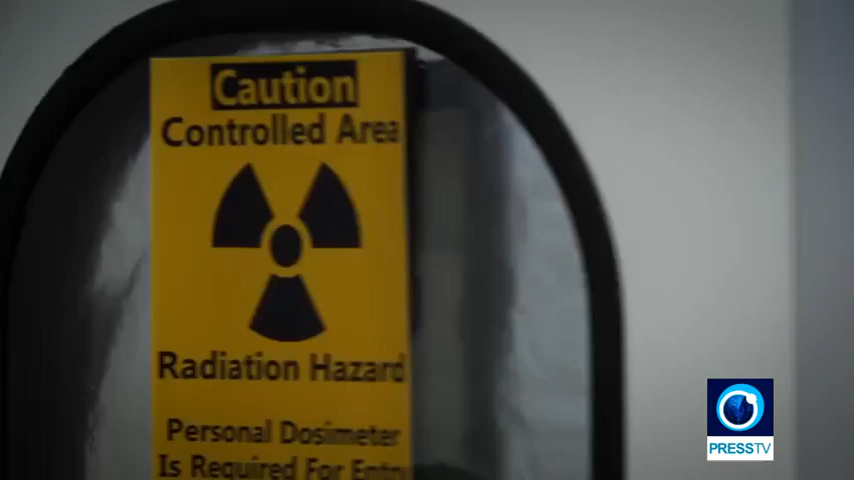 Caution
Controlled Area
Radiation Hazard
Personal Dosimeter
Is Required For Entry
PRESSTV